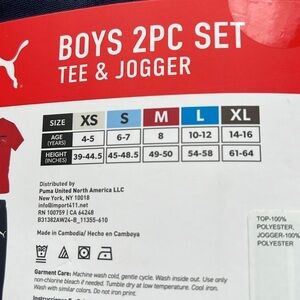 BOYS 2PC SET
TEE & JOGGER
SIZE XS S M L XL
AGE (YEARS) 4-5 6-7 8 10-12 14-16
HEIGHT (INCHES) 39-44.5 45-48.5 49-50 54-58 61-64
Distributed by
Puma United North America LLC
New York, NY 10018
info@import411.net
RN 100759 | CA 64248
B31382AW24-B_11355-610
Made in Cambodia/ Hecho en Camboya
Garment Care: Machine wash cold, gentle cycle. Wash inside out. Use only
non-chlorine bleach if needed. Tumble dry at low temperature. Cool iron.
Wash with similar colors. Do not iron print.
TOP-100%
POLYESTER,
JOGGER-100%
POLYESTER